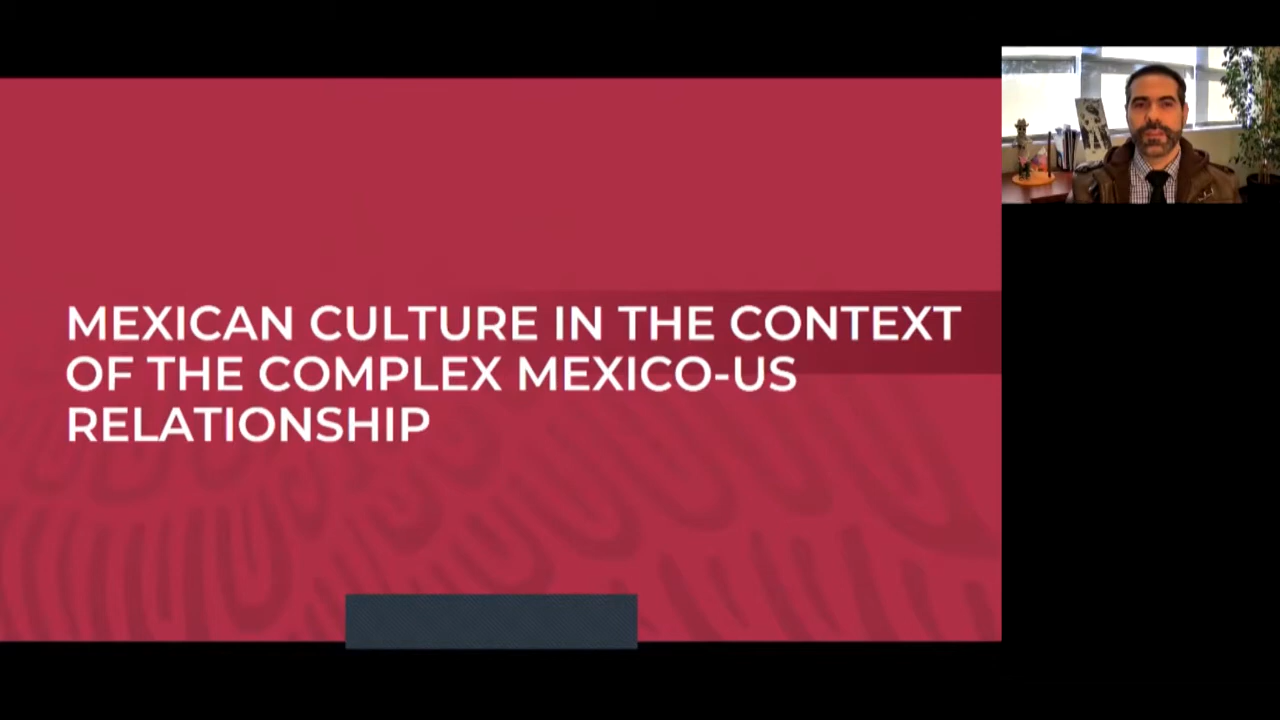 MEXICAN CULTURE IN THE CONTEXT
OF THE COMPLEX MEXICO-US
RELATIONSHIP